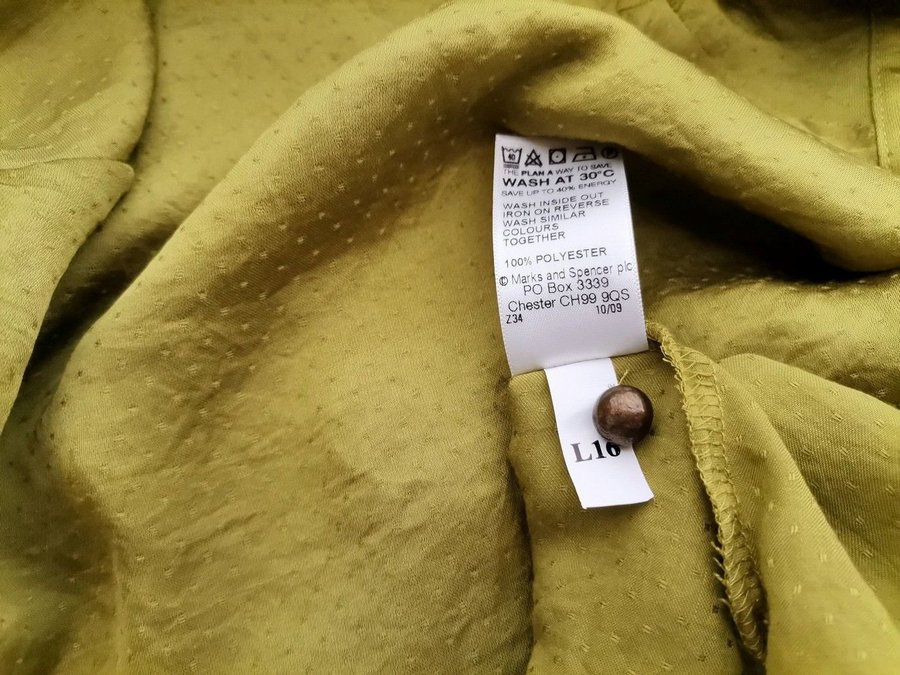 40
THE PLAN A WAY TO SAVE
WASH AT 30°C
SAVE UP TO 40% ENERGY
WASH INSIDE OUT
IRON ON REVERSE
WASH SIMILAR
COLOURS
TOGETHER
100% POLYESTER
© Marks and Spencer plc
PO Box 3339
Chester CH99 9QS
Z34 10/09
L16